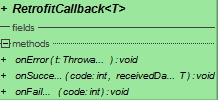 + RetrofitCallback<T>
fields
methods
+ onError(t: Throwa... ) : void
+ onSucce... (code: int, receivedDa... T) : void
+ onFail... (code: int) : void